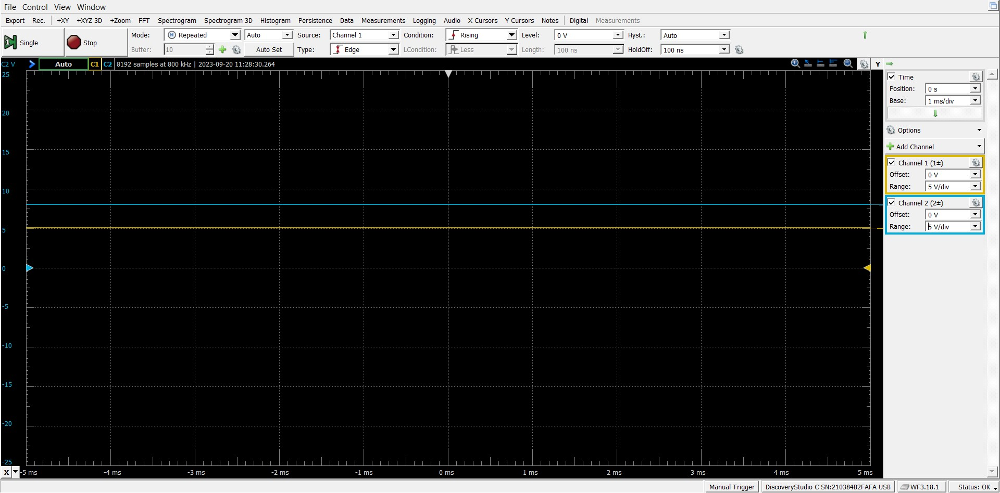 File Control View Window
Export Rec. +XY +XYZ 3D +Zoom FFT Spectrogram Spectrogram 3D Histogram Persistence Data Measurements Logging Audio X Cursors Y Cursors Notes Digital Measurements
Single Stop Mode: Repeated Auto Source: Channel 1 Condition: Rising Level: 0 V Hyst.: Auto
Buffer: 10 Auto Set Type: Edge LCondition: Less Length: 100 ns HoldOff: 100 ns
C2 V Auto C1 C2 8192 samples at 800 kHz | 2023-09-20 11:28:30.264 Y
25
20
15
10
5
0
-5
-10
-15
-20
-25
X -5 ms -4 ms -3 ms -2 ms -1 ms 0 ms 1 ms 2 ms 3 ms 4 ms 5 ms
Time
Position: 0 s
Base: 1 ms/div
Options
Add Channel
Channel 1 (1±)
Offset: 0 V
Range: 5 V/div
Channel 2 (2±)
Offset: 0 V
Range: 5 V/div
Manual Trigger DiscoveryStudio C SN:210384B2FAFA USB WF3.18.1 Status: OK